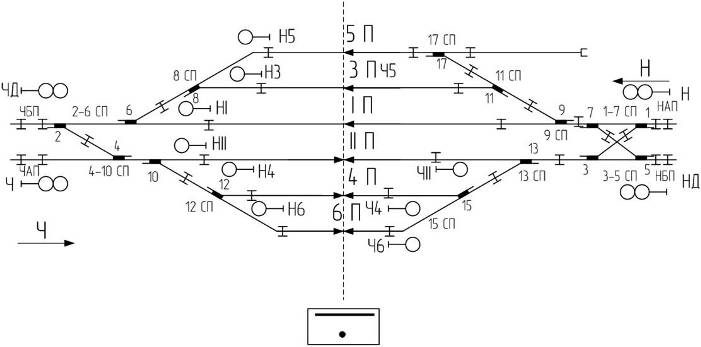 5 П
Н5
17 СП
17
8 СП
Н3
3 П
Ч5
11 СП
Н
ЧД
8
11
Н
ЧБП
2-6 СП
6
НI
I П
9
7
1-7 СП
1
НАП
2
9 СП
4
НII
II П
13
3
5
ЧАП
4-10 СП
10
Н4
ЧII
13 СП
3-5 СП
НБП
НД
Ч
12
4 П
12 СП
Н6
6 П
Ч4
15
15 СП
Ч
Ч6